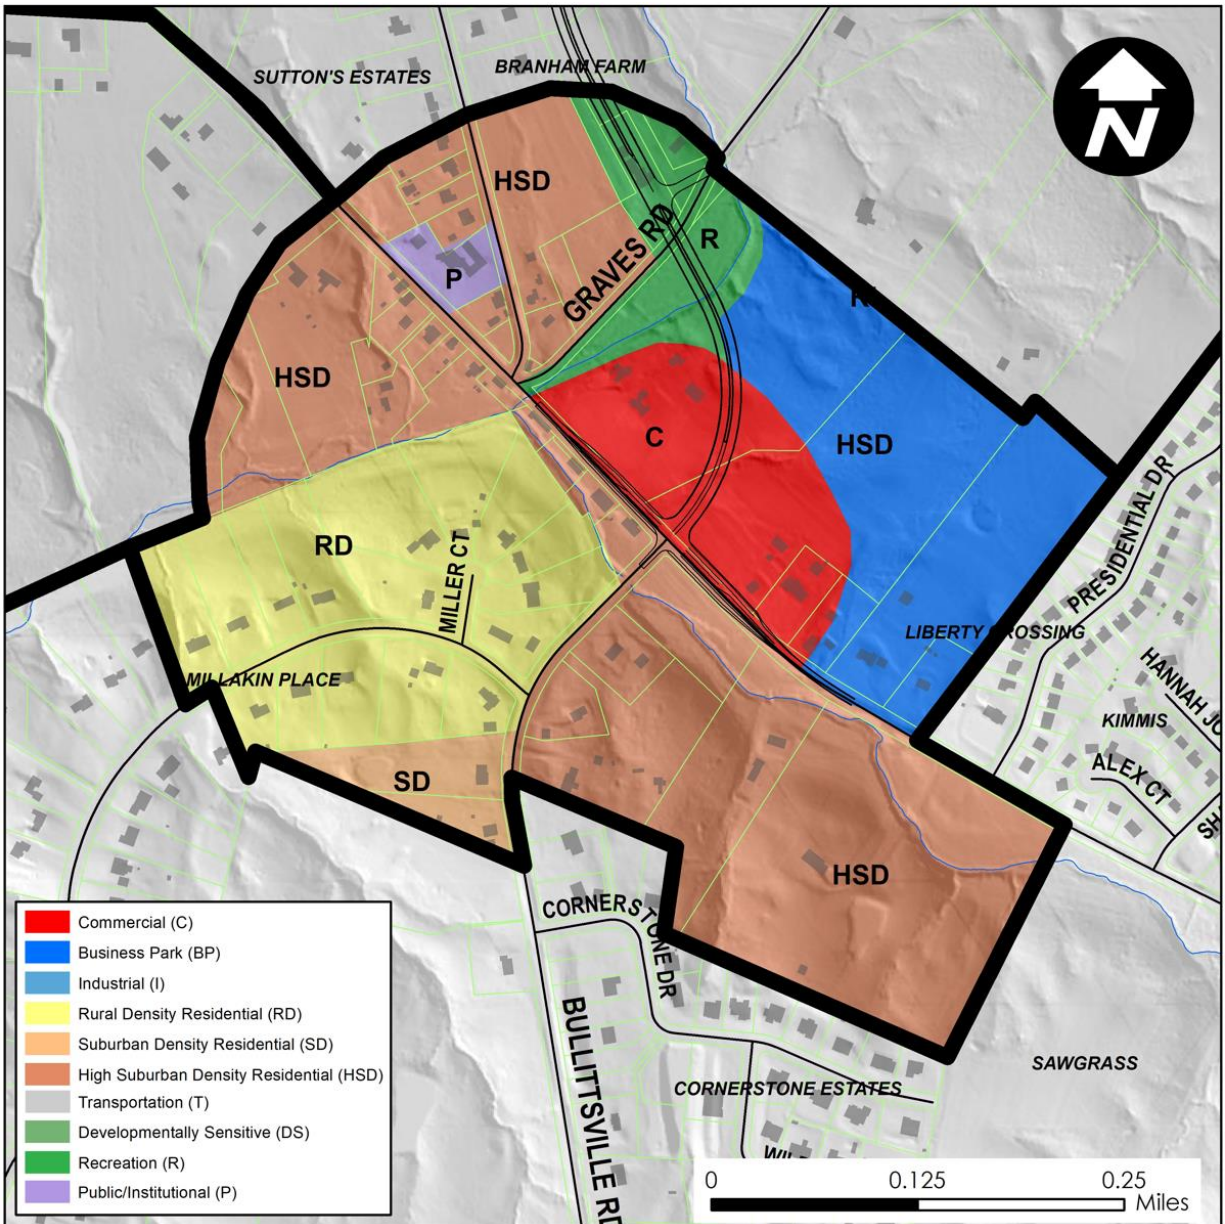 SUTTON'S ESTATES
BRANHAM FARM
N
HSD
GRAVES RD
R
P
HSD
C
HSD
RD
MILLER CT
PRESIDENTIAL DR
LIBERTY CROSSING
HANNAH JO
MILLAKIN PLACE
KIMMIS
ALEX CT
SD
HSD
CORNERSTONE DR
BULLITTSVILLE RD
SAWGRASS
CORNERSTONE ESTATES
Commercial (C)
Business Park (BP)
Industrial (I)
Rural Density Residential (RD)
Suburban Density Residential (SD)
High Suburban Density Residential (HSD)
Transportation (T)
Developmentally Sensitive (DS)
Recreation (R)
Public/Institutional (P)
0 0.125 0.25
Miles